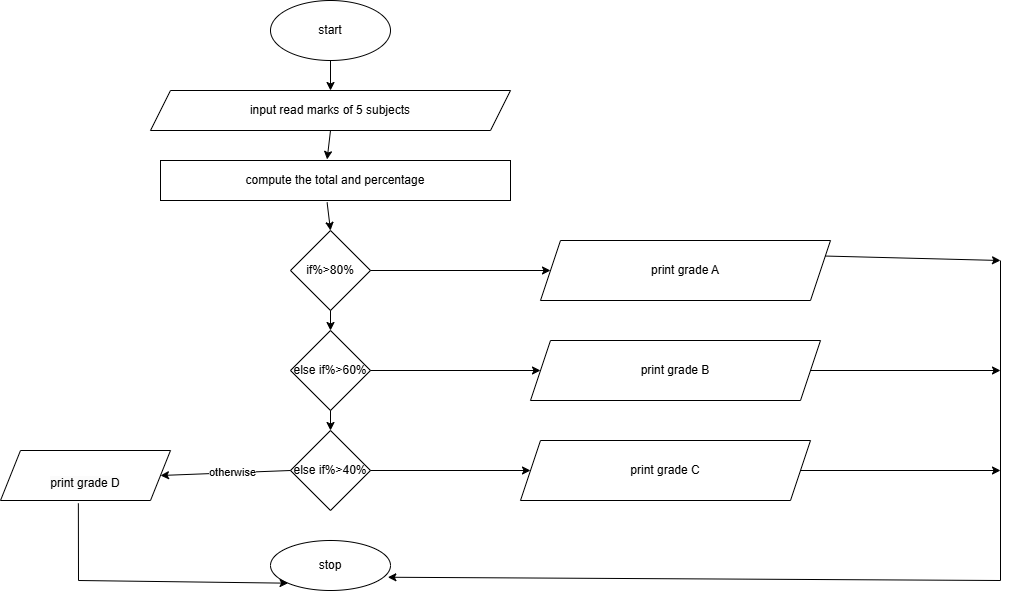 start
input read marks of 5 subjects
compute the total and percentage
if%>80%
print grade A
else if%>60%
print grade B
else if%>40%
print grade C
otherwise
print grade D
stop